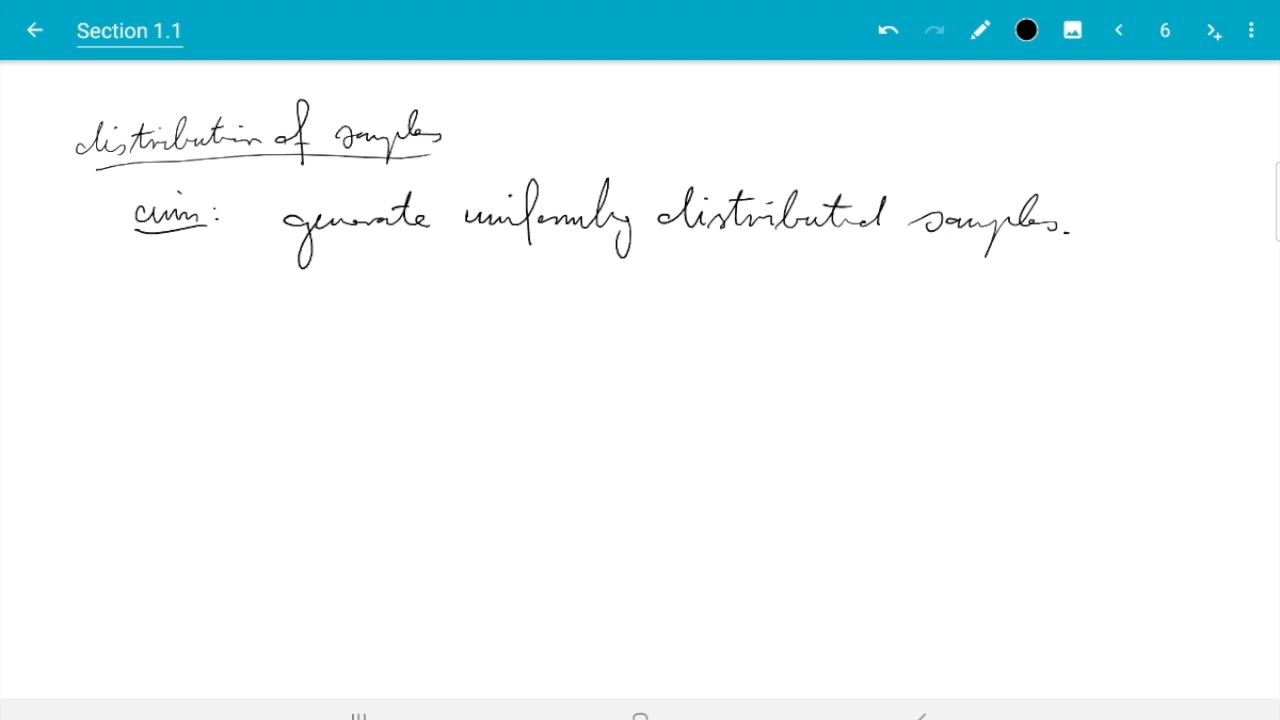 Section 1.1
6
distribution of samples
aim: generate uniformly distributed samples.